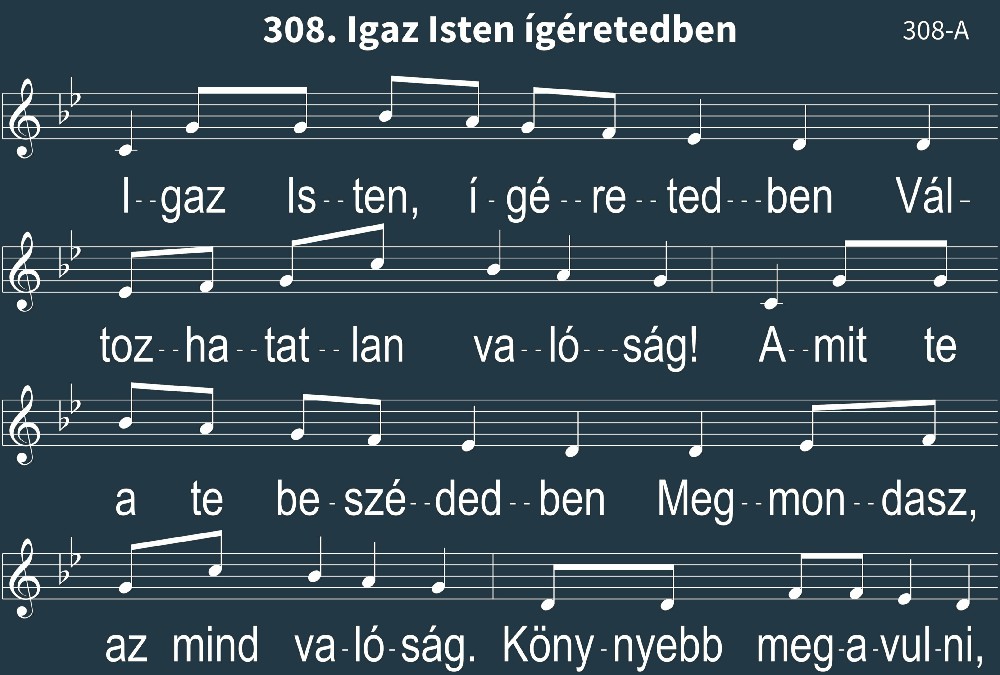 308. Igaz Isten ígéretedben
308-A
I--gaz Is--ten, í-gé--re--ted---ben Vál-
toz--ha--tat--lan va--ló---ság! A--mit te
a te be-szé--ded--ben Meg--mon--dasz,
az mind va-ló-ság. Köny-nyebb meg-a-vul-ni,